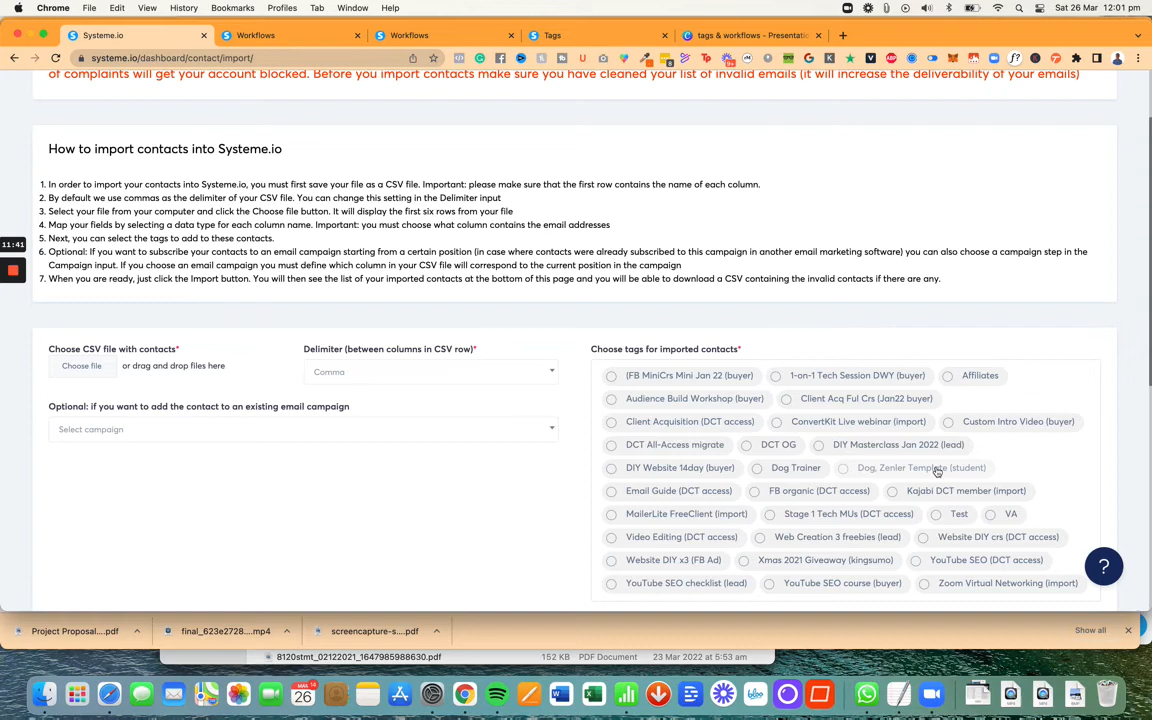 Chrome File Edit View History Bookmarks Profiles Tab Window Help Sat 26 Mar 12:01 pm
Systeme.io Workflows Workflows Tags tags & workflows - Presentatio
systeme.io/dashboard/contact/import/
of complaints will get your account blocked. Before you import contacts make sure you have cleaned your list of invalid emails (it will increase the deliverability of your emails)
How to import contacts into Systeme.io
1. In order to import your contacts into Systeme.io, you must first save your file as a CSV file. Important: please make sure that the first row contains the name of each column.
2. By default we use commas as the delimiter of your CSV file. You can change this setting in the Delimiter input
3. Select your file from your computer and click the Choose file button. It will display the first six rows from your file
4. Map your fields by selecting a data type for each column name. Important: you must choose what column contains the email addresses
11:41
5. Next, you can select the tags to add to these contacts.
6. Optional: If you want to subscribe your contacts to an email campaign starting from a certain position (in case where contacts were already subscribed to this campaign in another email marketing software) you can also choose a campaign step in the
Campaign input. If you choose an email campaign you must define which column in your CSV file will correspond to the current position in the campaign
7. When you are ready, just click the Import button. You will then see the list of your imported contacts at the bottom of this page and you will be able to download a CSV containing the invalid contacts if there are any.
Choose CSV file with contacts* Delimiter (between columns in CSV row)* Choose tags for imported contacts*
Choose file or drag and drop files here Comma
(FB MiniCrs Mini Jan 22 (buyer) 1-on-1 Tech Session DWY (buyer) Affiliates
Audience Build Workshop (buyer) Client Acq Ful Crs (Jan22 buyer)
Optional: if you want to add the contact to an existing email campaign
Client Acquisition (DCT access) ConvertKit Live webinar (import) Custom Intro Video (buyer)
Select campaign
DCT All-Access migrate DCT OG DIY Masterclass Jan 2022 (lead)
DIY Website 14day (buyer) Dog Trainer Dog, Zenler Template (student)
Email Guide (DCT access) FB organic (DCT access) Kajabi DCT member (import)
MailerLite FreeClient (import) Stage 1 Tech MUs (DCT access) Test VA
Video Editing (DCT access) Web Creation 3 freebies (lead) Website DIY crs (DCT access)
Website DIY x3 (FB Ad) Xmas 2021 Giveaway (kingsumo) YouTube SEO (DCT access)
?
YouTube SEO checklist (lead) YouTube SEO course (buyer) Zoom Virtual Networking (import)
Project Proposal....pdf final_623e2728....mp4 screencapture-s....pdf Show all
8120stmt_02122021_1647985988630.pdf 152 KB PDF Document 23 Mar 2022 at 5:53 am